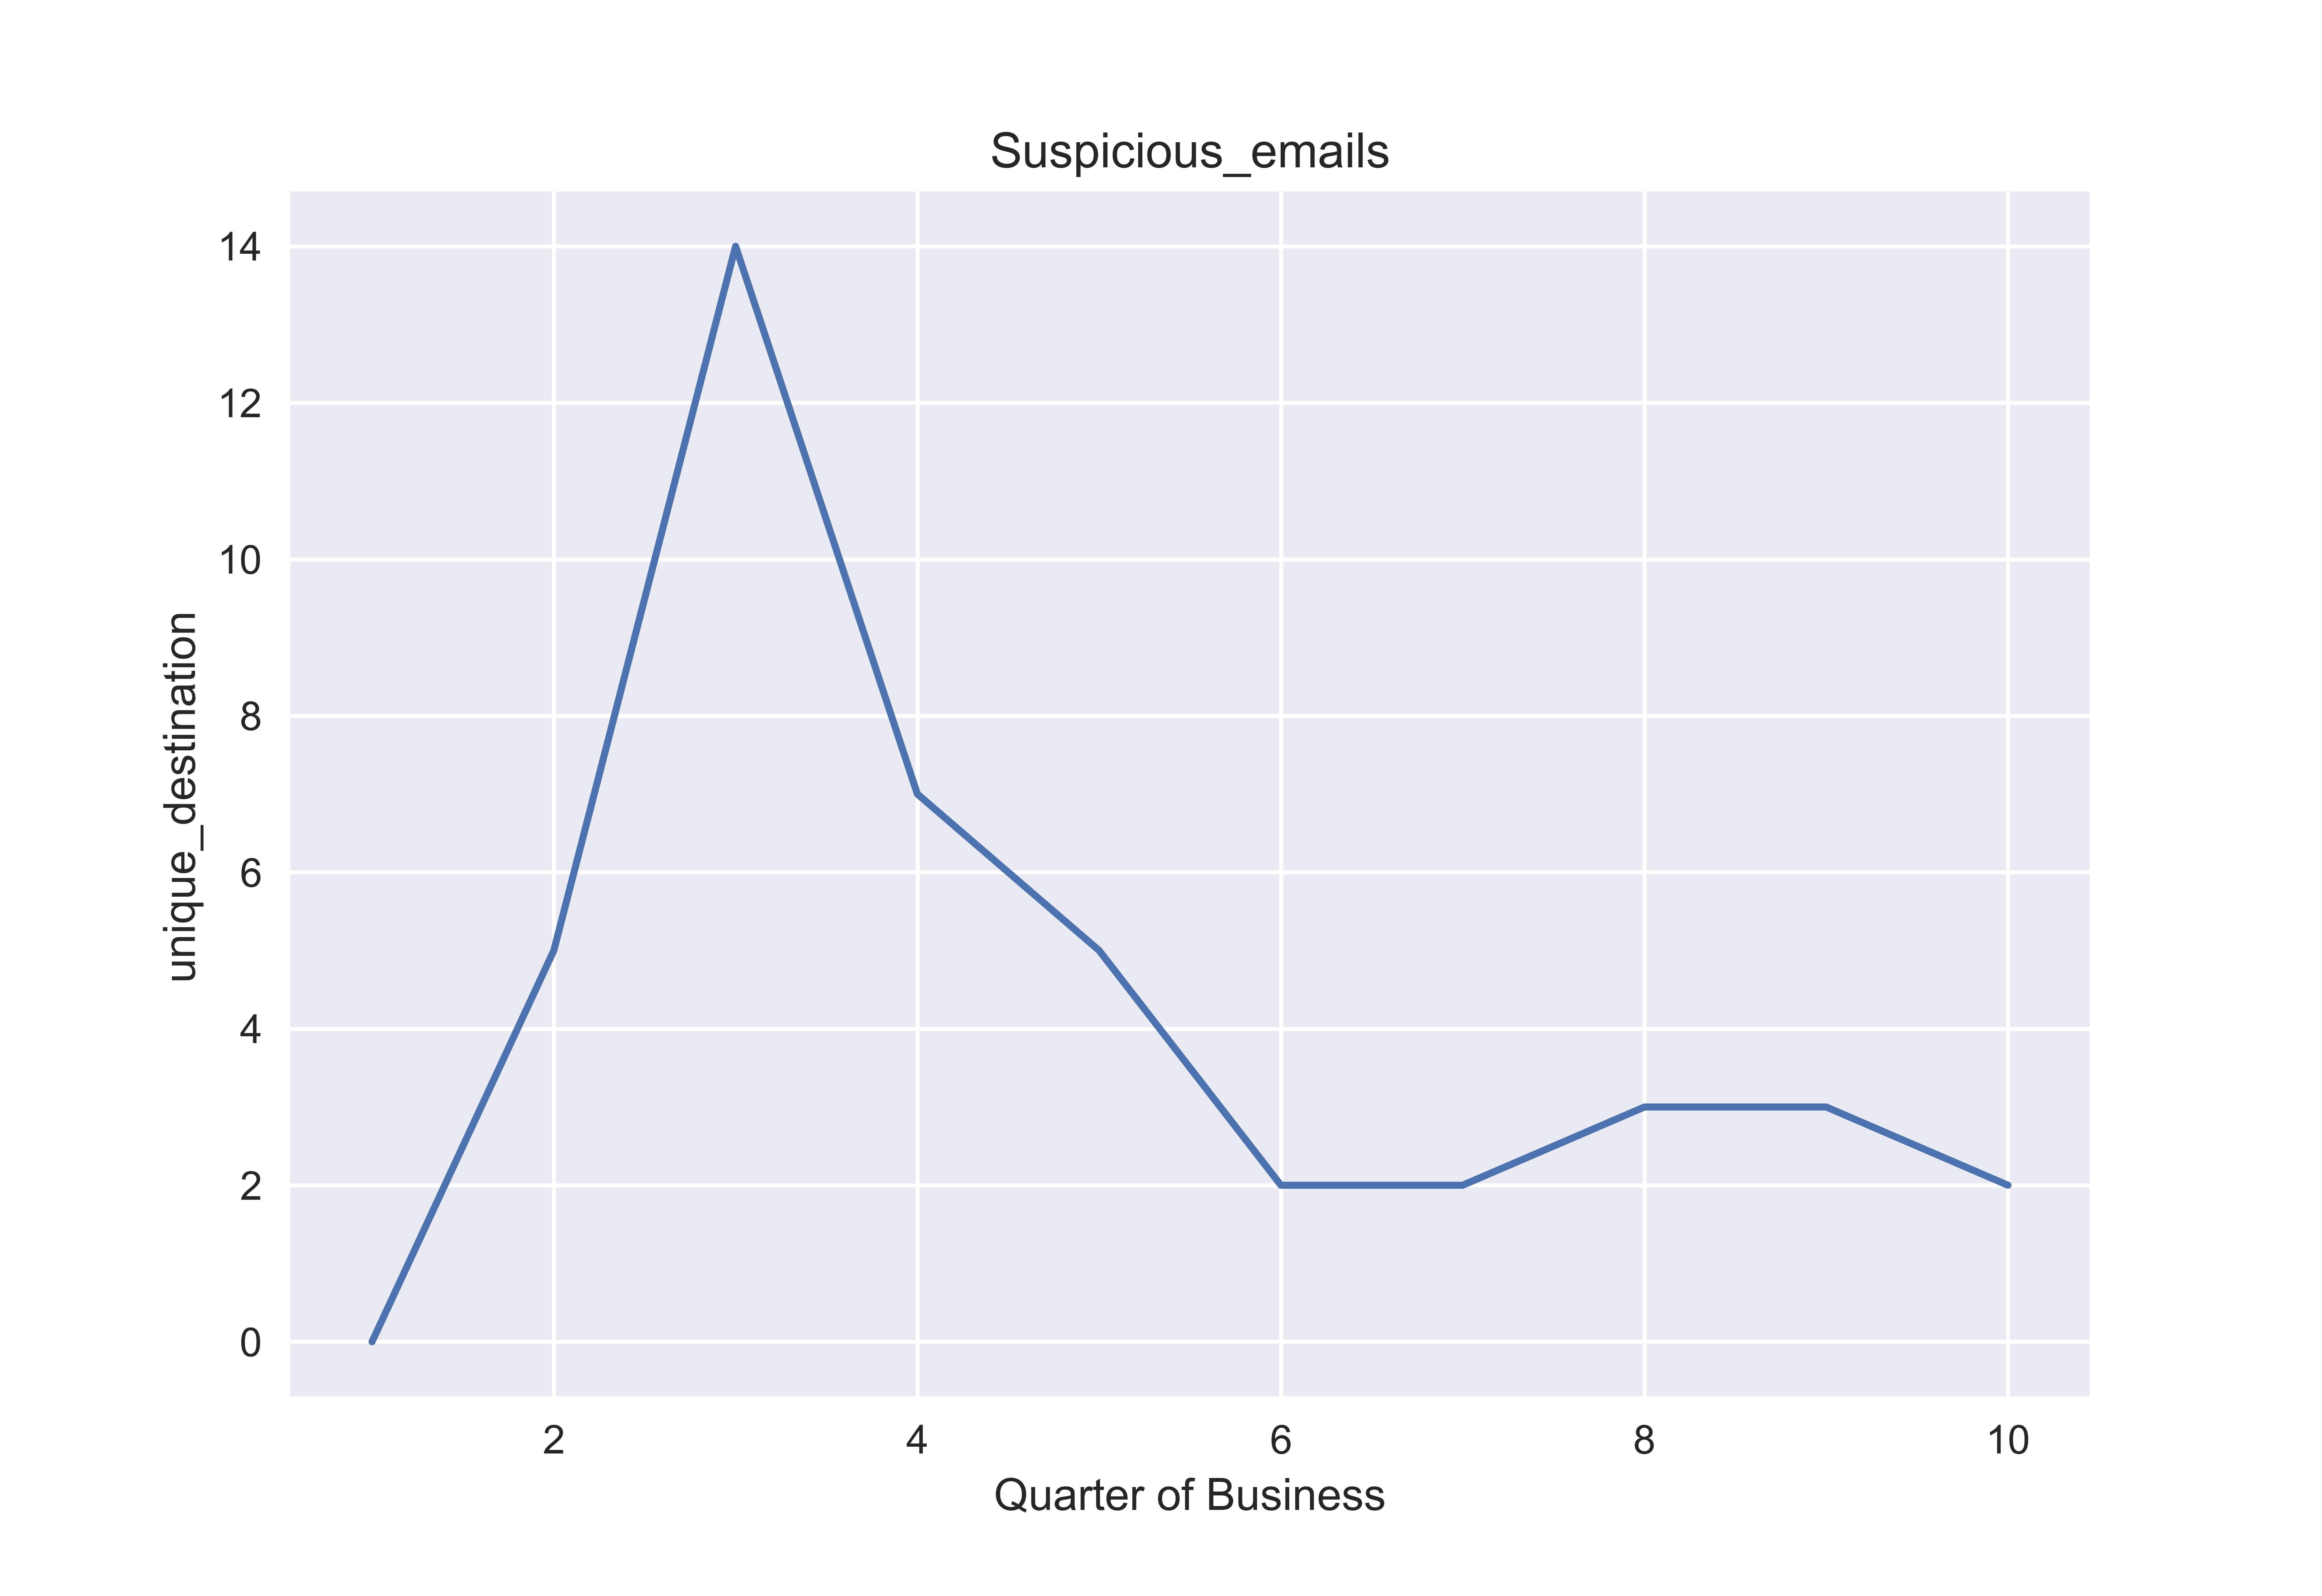 Suspicious_emails
14
12
10
8
6
4
2
0
unique_destination
2 4 6 8 10
Quarter of Business